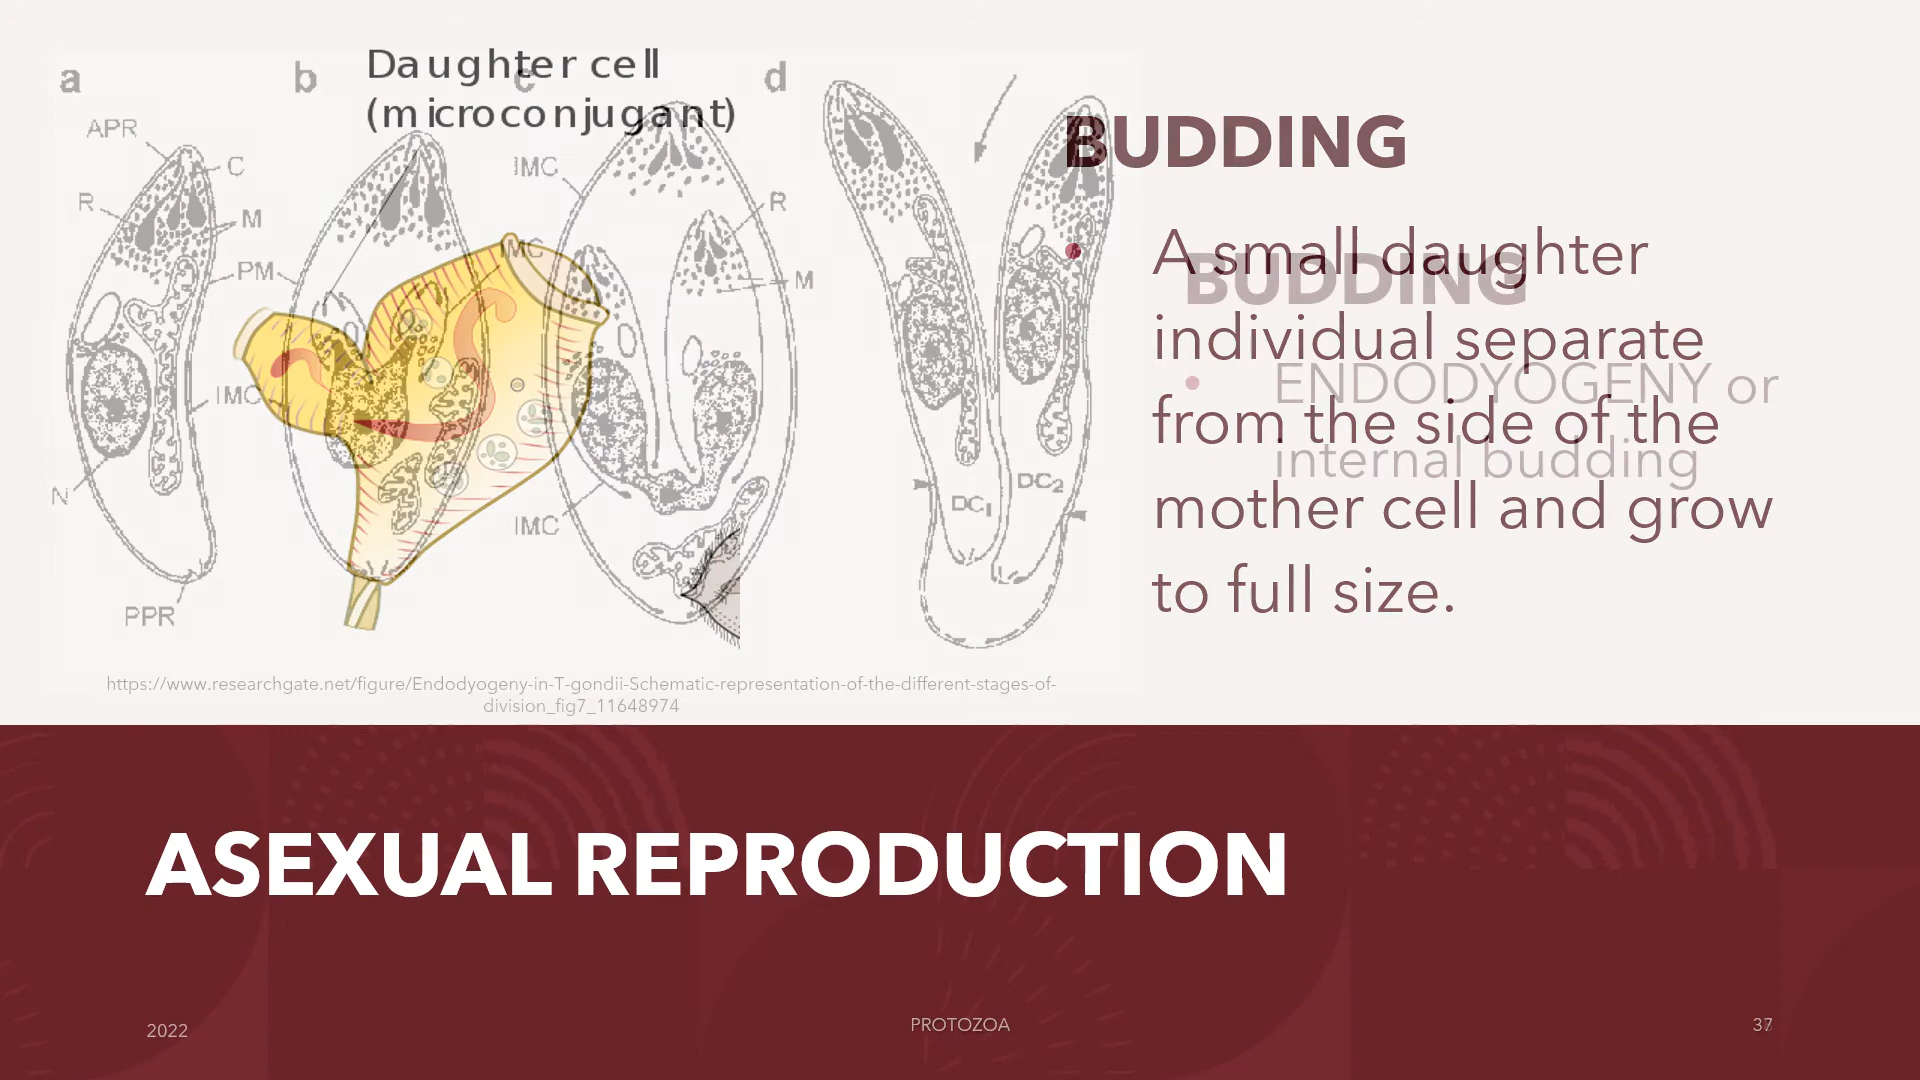 a
b
c
d
Daughter cell
(microconjugant)
APR
C
R
M
PM
IMC
N
PPR
IMC
IMC
R
M
IMC
DC1
DC2
BUDDING
A small daughter
individual separate
from the side of the
mother cell and grow
to full size.
BUDDING
ENDODYOGENY or
internal budding
https://www.researchgate.net/figure/Endodyogeny-in-T-gondii-Schematic-representation-of-the-different-stages-of-
division_fig7_11648974
ASEXUAL REPRODUCTION
2022
PROTOZOA
37